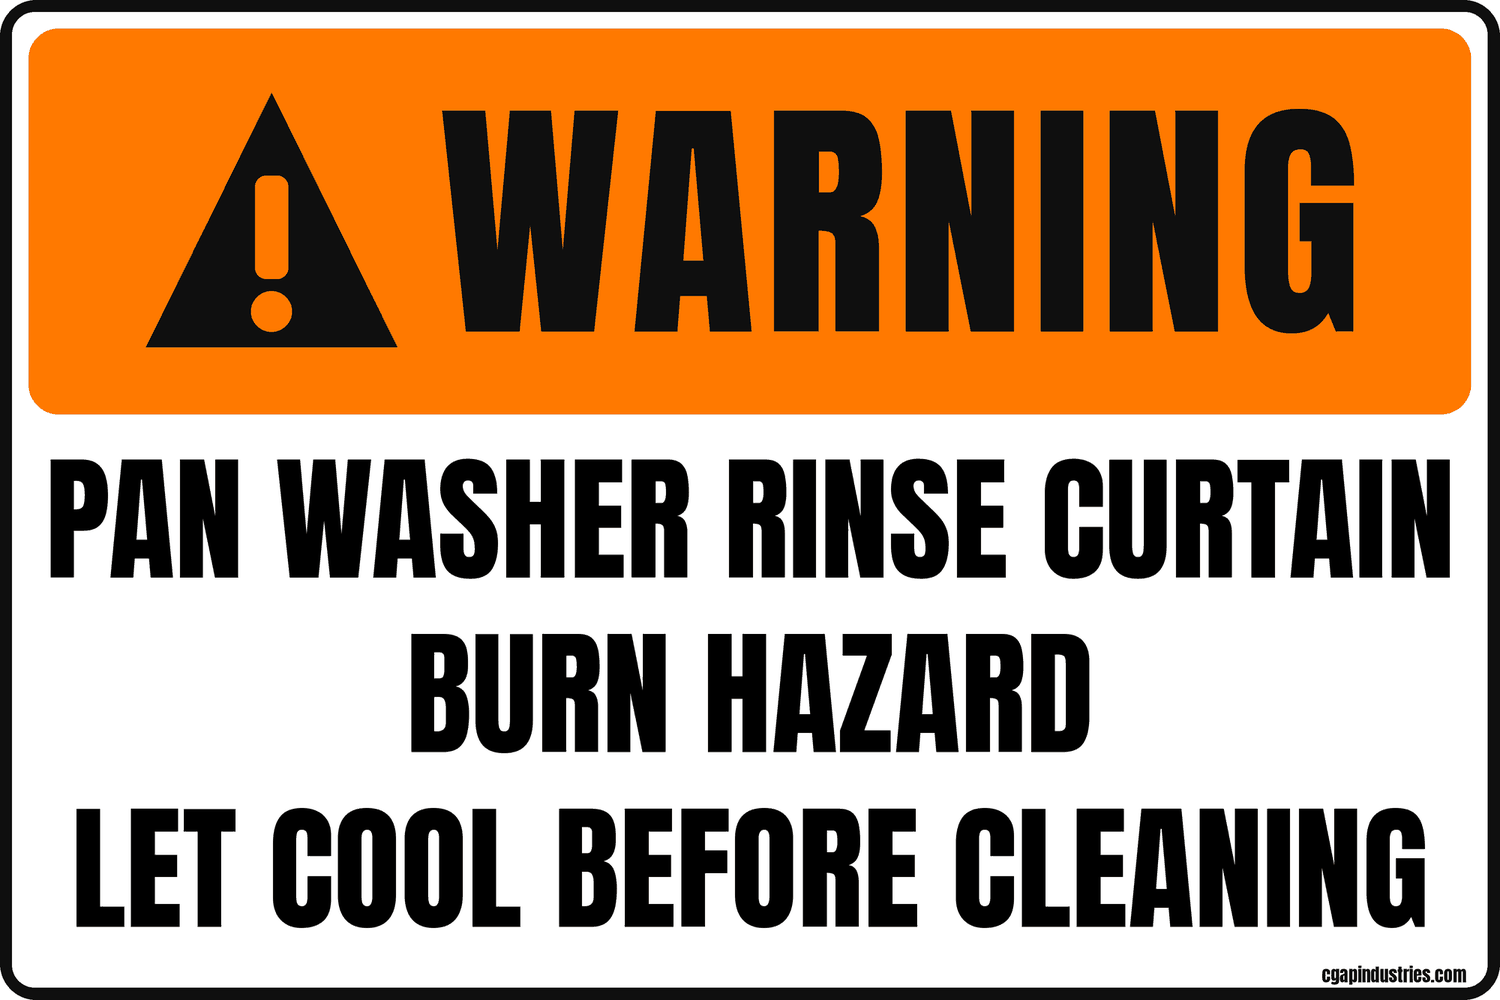 WARNING
PAN WASHER RINSE CURTAIN
BURN HAZARD
LET COOL BEFORE CLEANING
cgapindustries.com